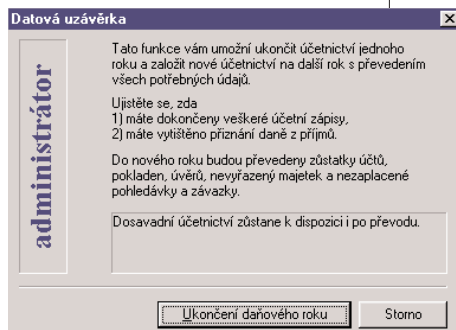 Datová uzávěrka
administrátor
Tato funkce vám umožní ukončit účetnictví jednoho
roku a založit nové účetnictví na další rok s převedením
všech potřebných údajů.
Ujistěte se, zda
1) máte dokončeny veškeré účetní zápisy,
2) máte vytištěno přiznání daně z příjmů.
Do nového roku budou převedeny zůstatky účtů,
pokladen, úvěrů, nevyřazený majetek a nezaplacené
pohledávky a závazky.
Dosavadní účetnictví zůstane k dispozici i po převodu.
Ukončení daňového roku
Storno